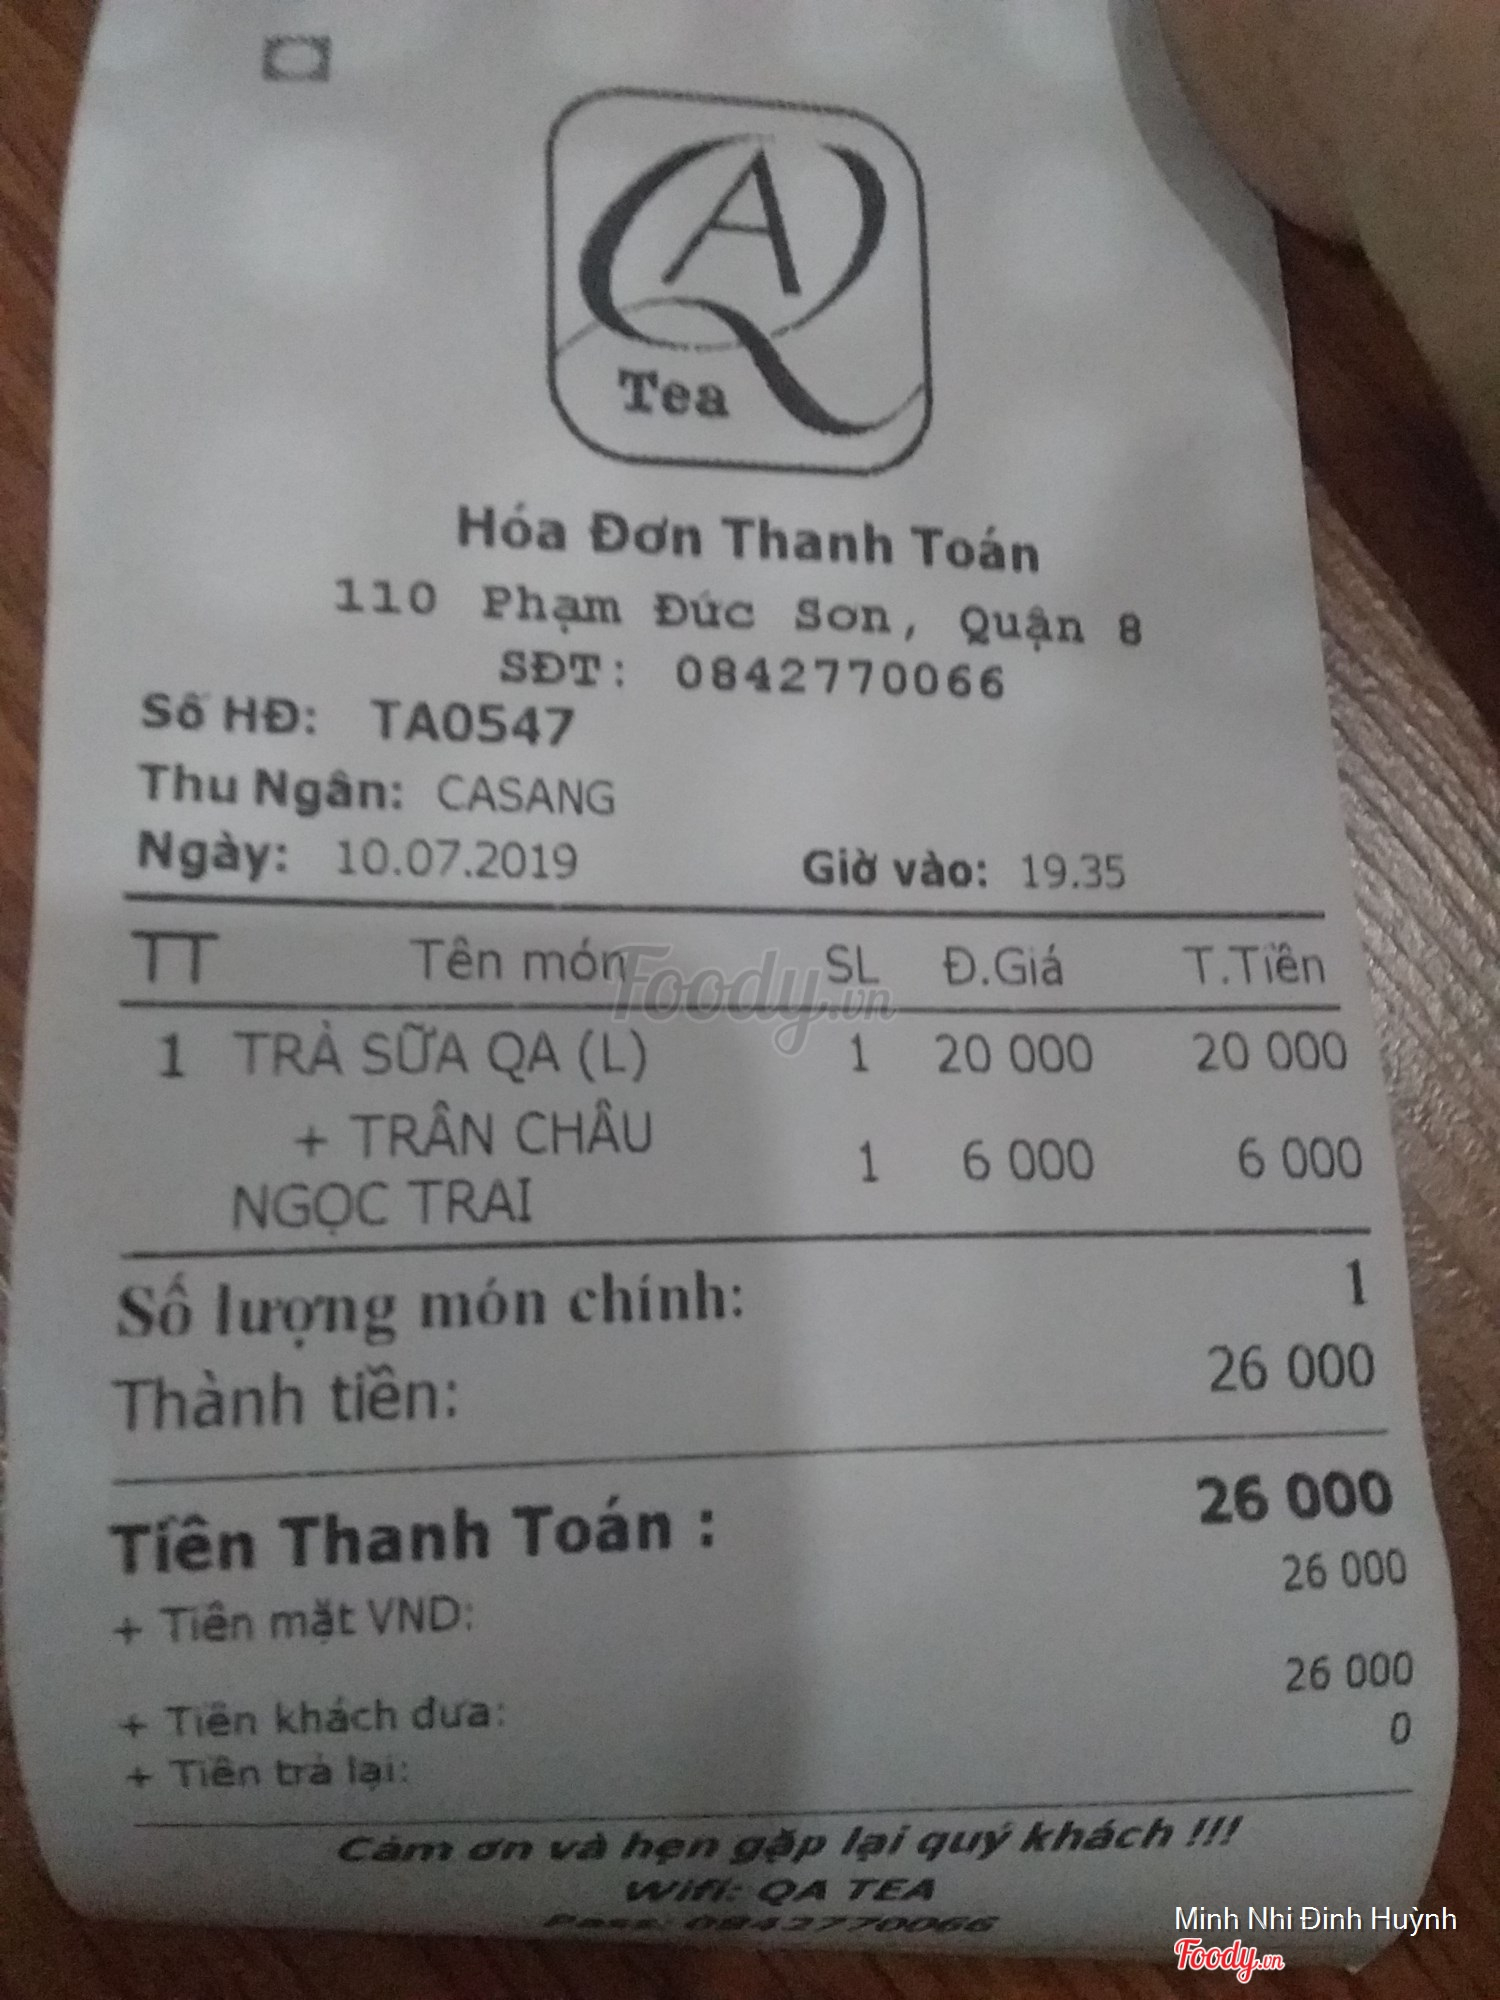 QA
Tea
Hóa Đơn Thanh Toán
110 Phạm Đức Sơn, Quận 8
SĐT: 0842770066
Số HĐ: TA0547
Thu Ngân: CASANG
Ngày: 10.07.2019 Giờ vào: 19.35
TT Tên món SL Đ.Giá T.Tiền
Foody.vn
1 TRÀ SỮA QA (L) 1 20 000 20 000
+ TRÂN CHÂU
NGỌC TRAI 1 6 000 6 000
Số lượng món chính: 1
Thành tiền: 26 000
Tiền Thanh Toán : 26 000
+ Tiền mặt VND: 26 000
+ Tiền khách đưa: 26 000
+ Tiền trả lại: 0
Cảm ơn và hẹn gặp lại quý khách !!!
Wifi: QA TEA
Pass: 0842770066
Minh Nhi Đinh Huỳnh
Foody.vn